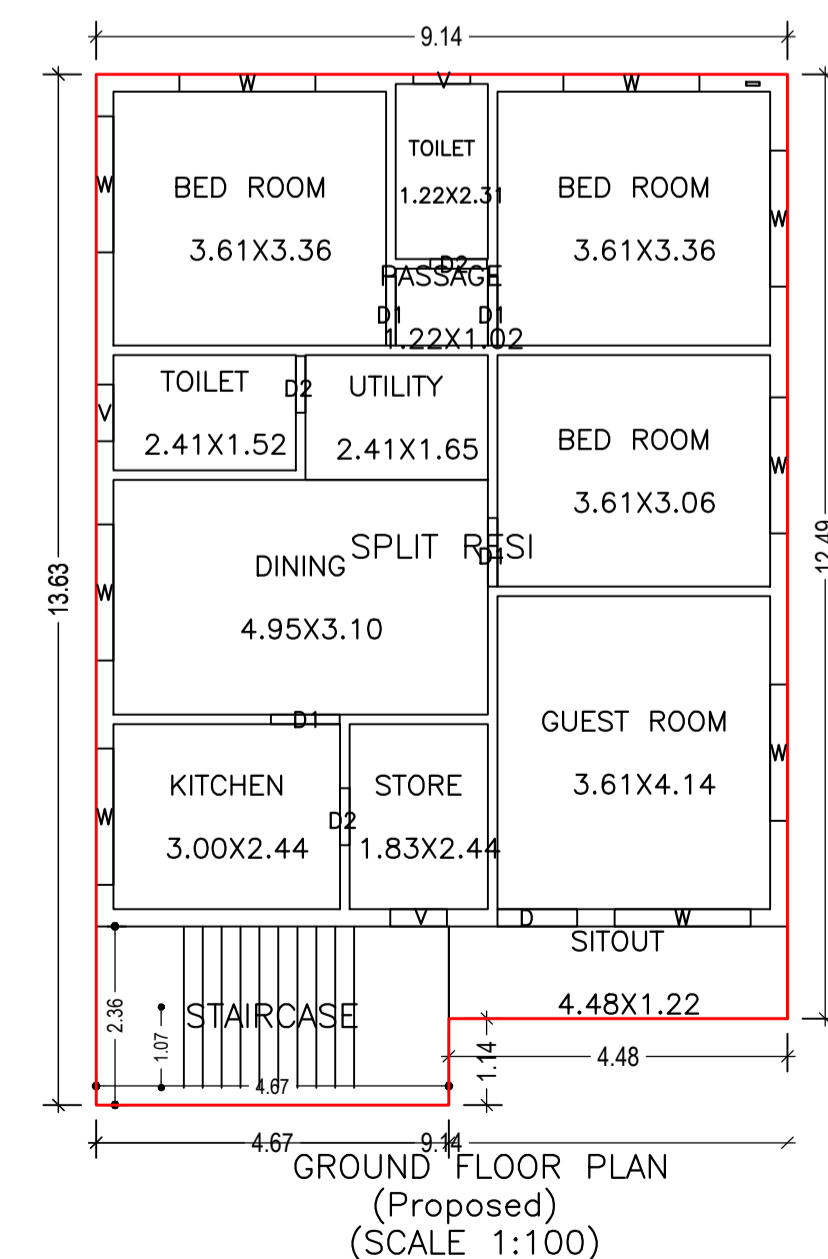 9.14
W
V
W
TOILET
1.22X2.31
BED ROOM
BED ROOM
W
W
3.61X3.36
3.61X3.36
D2
PASSAGE
D1
D1
1.22X1.02
TOILET
UTILITY
D2
V
2.41X1.52
2.41X1.65
BED ROOM
W
3.61X3.06
SPLIT RESI
D1
DINING
W
13.63
12.49
4.95X3.10
D1
GUEST ROOM
W
KITCHEN
STORE
3.61X4.14
W
D2
3.00X2.44
1.83X2.44
V
D
W
SITOUT
4.48X1.22
2.36
1.07
STAIRCASE
1.14
4.48
4.67
4.67
9.14
GROUND FLOOR PLAN
(Proposed)
(SCALE 1:100)